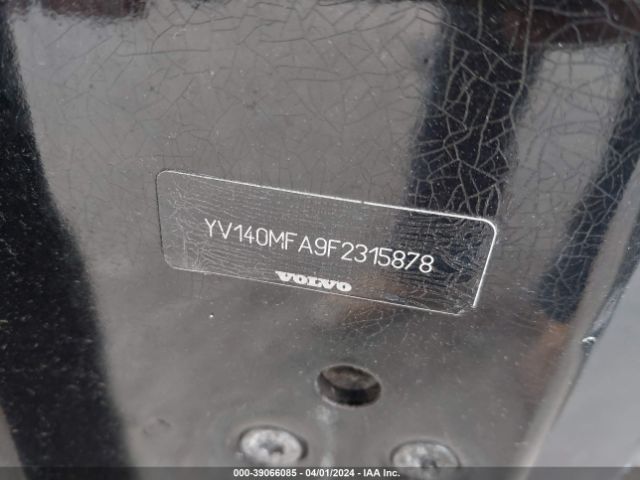 YV140MFA9F2315878
VOLVO
000-39066085 - 04/01/2024 - IAA Inc.